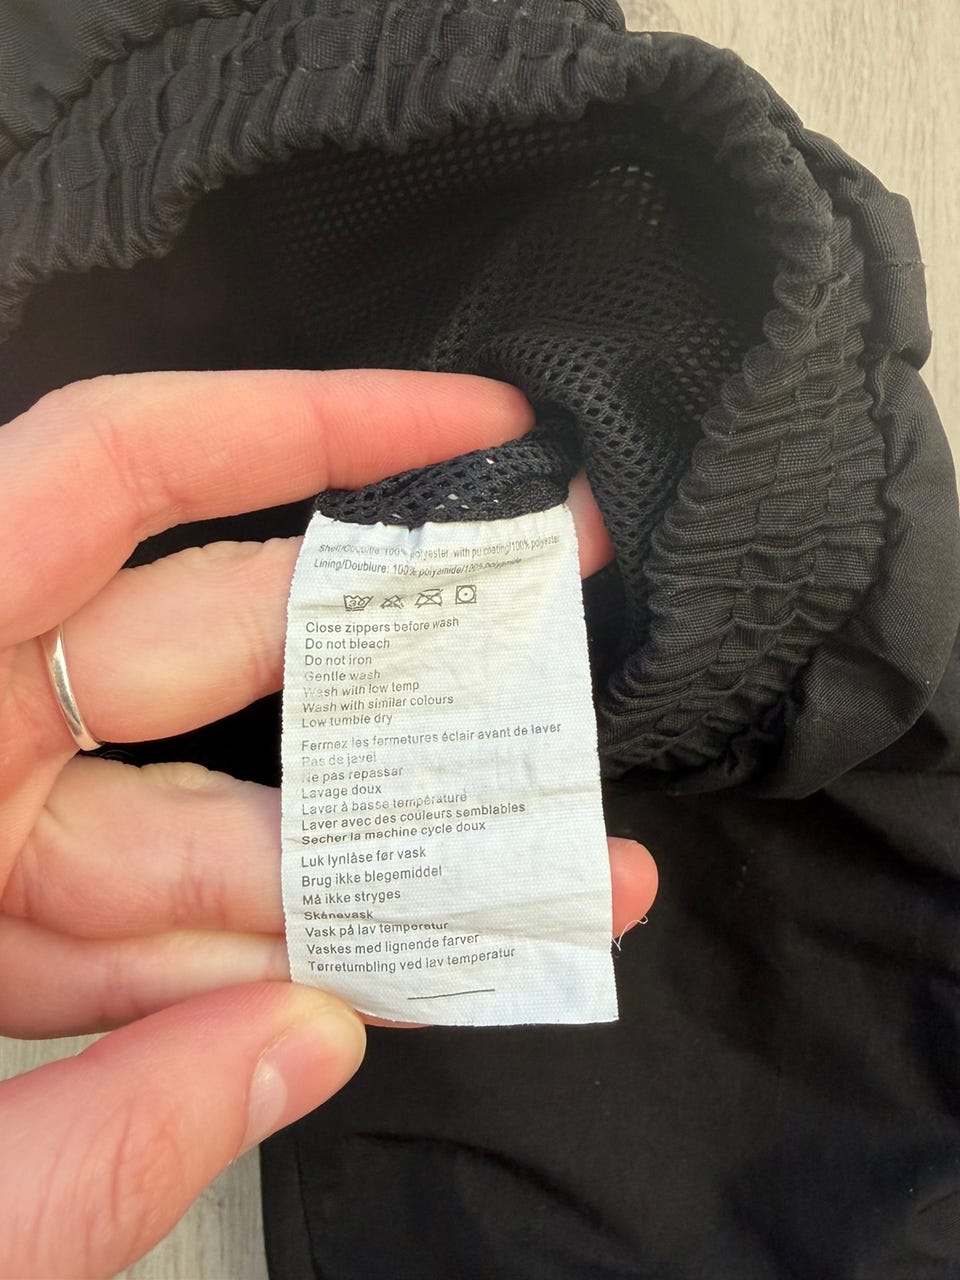 Shell/Coquille: 100% polyester with pu coating/100% polyester
Lining/Doublure: 100% polyamide/100% polyamide
30
Close zippers before wash
Do not bleach
Do not iron
Gentle wash
Wash with low temp
Wash with similar colours
Low tumble dry
Fermez les fermetures éclair avant de laver
Pas de javel
Ne pas repassar
Lavage doux
Laver à basse température
Laver avec des couleurs semblables
Secher la machine cycle doux
Luk lynlåse før vask
Brug ikke blegemiddel
Må ikke stryges
Skånevask
Vask på lav temperatur
Vaskes med lignende farver
Tørretumbling ved lav temperatur